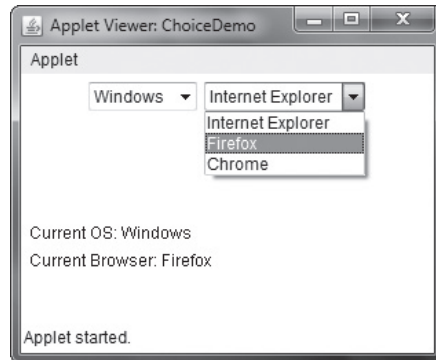 Applet Viewer: ChoiceDemo
Applet
Windows Internet Explorer
Internet Explorer
Firefox
Chrome
Current OS: Windows
Current Browser: Firefox
Applet started.